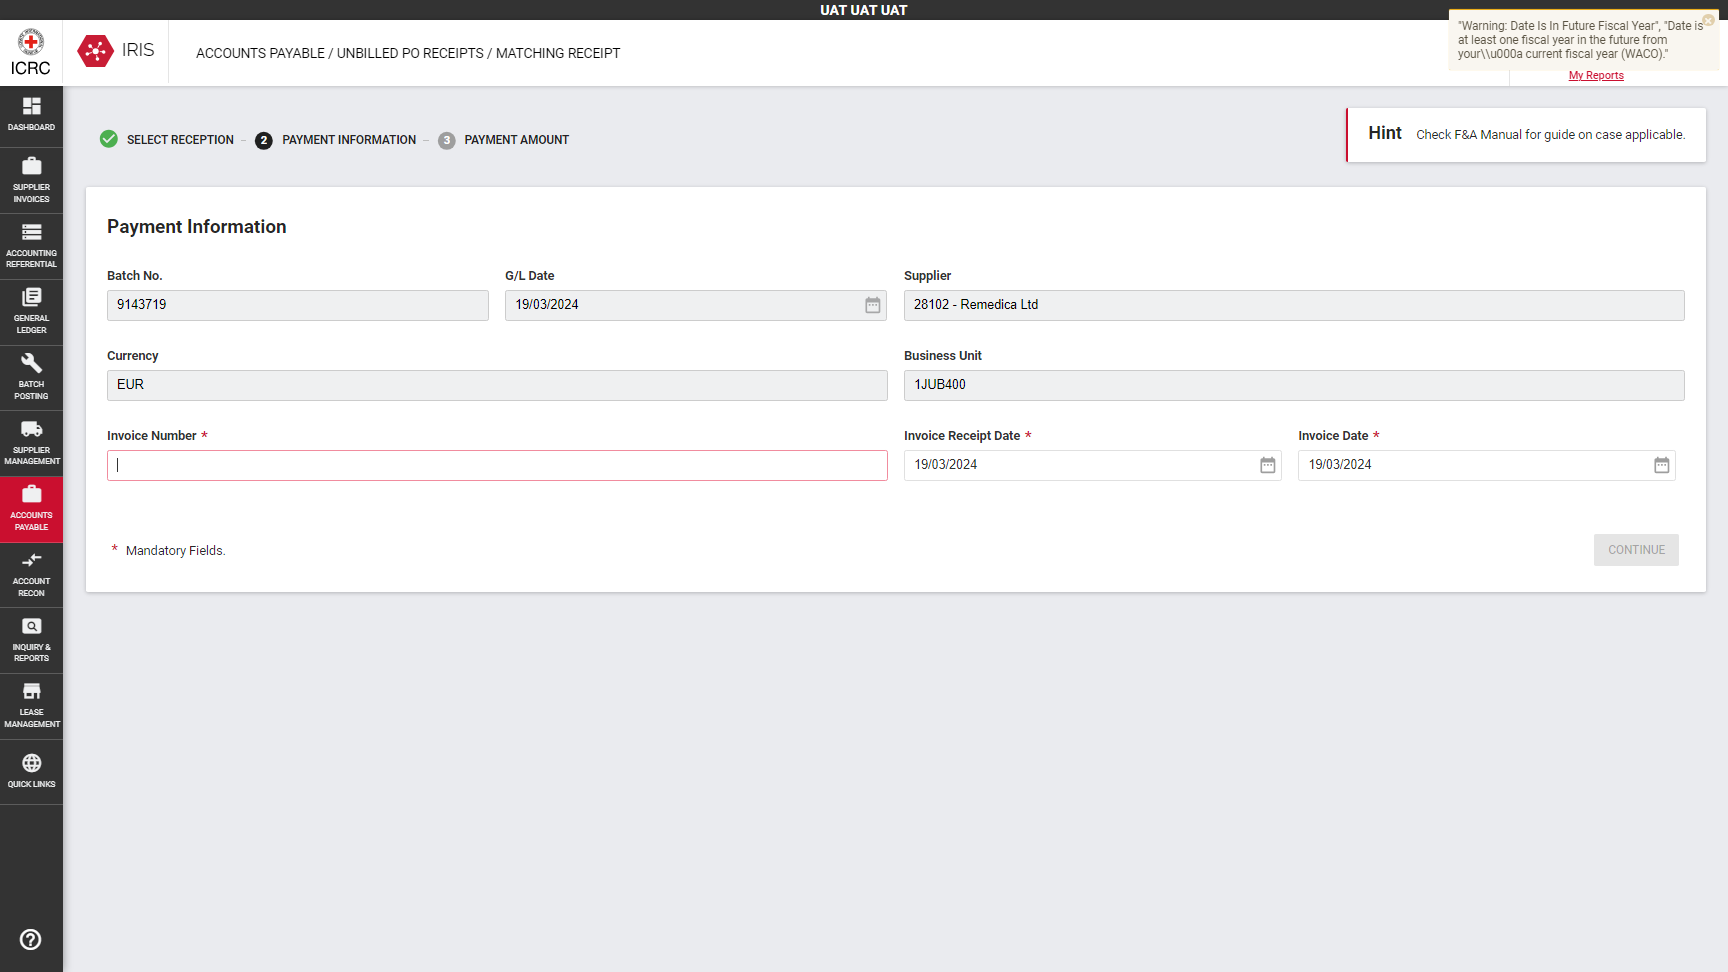 UAT UAT UAT
ICRC
IRIS
ACCOUNTS PAYABLE / UNBILLED PO RECEIPTS / MATCHING RECEIPT
"Warning: Date Is In Future Fiscal Year", "Date is
at least one fiscal year in the future from
your\\u000a current fiscal year (WACO)."
My Reports
DASHBOARD
SUPPLIER
INVOICES
ACCOUNTING
REFERENTIAL
GENERAL
LEDGER
BATCH
POSTING
SUPPLIER
MANAGEMENT
ACCOUNTS
PAYABLE
ACCOUNT
RECON
INQUIRY &
REPORTS
LEASE
MANAGEMENT
QUICK LINKS
SELECT RECEPTION – 2 PAYMENT INFORMATION – 3 PAYMENT AMOUNT
Hint Check F&A Manual for guide on case applicable.
Payment Information
Batch No. G/L Date Supplier
9143719 19/03/2024 28102 - Remedica Ltd
Currency Business Unit
EUR 1JUB400
Invoice Number * Invoice Receipt Date * Invoice Date *
19/03/2024 19/03/2024
* Mandatory Fields.
CONTINUE